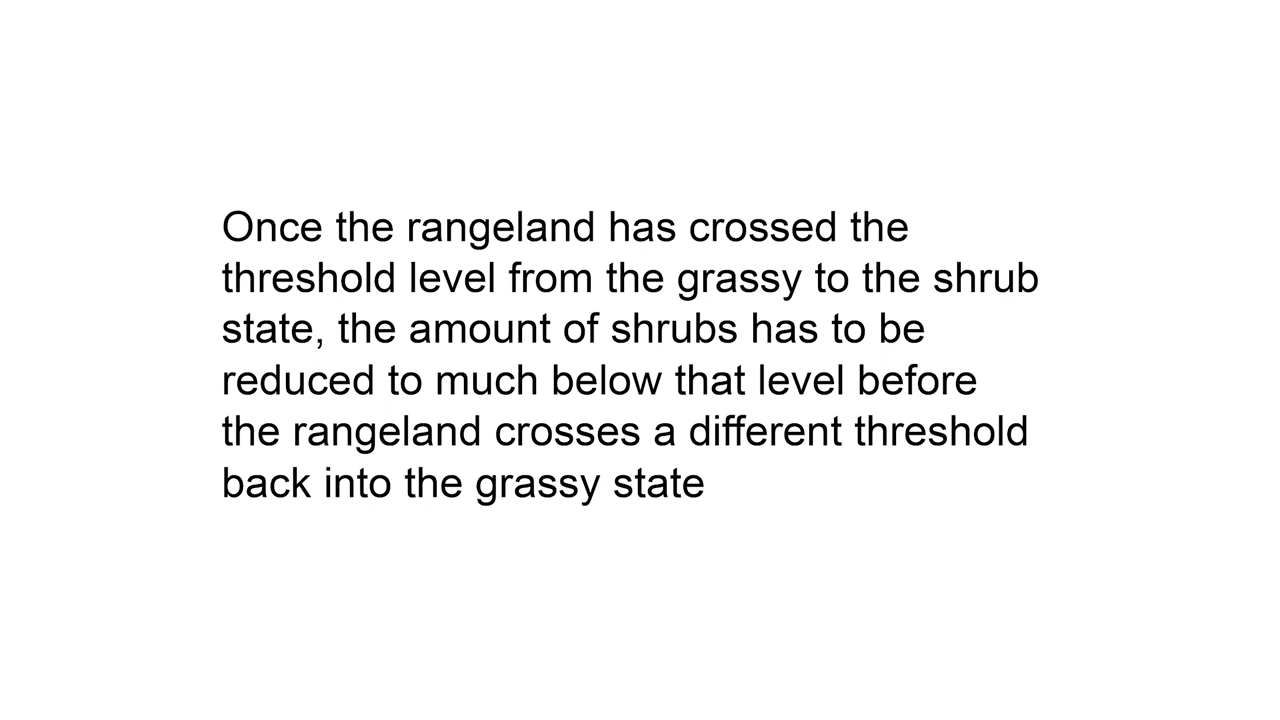 Once the rangeland has crossed the
threshold level from the grassy to the shrub
state, the amount of shrubs has to be
reduced to much below that level before
the rangeland crosses a different threshold
back into the grassy state